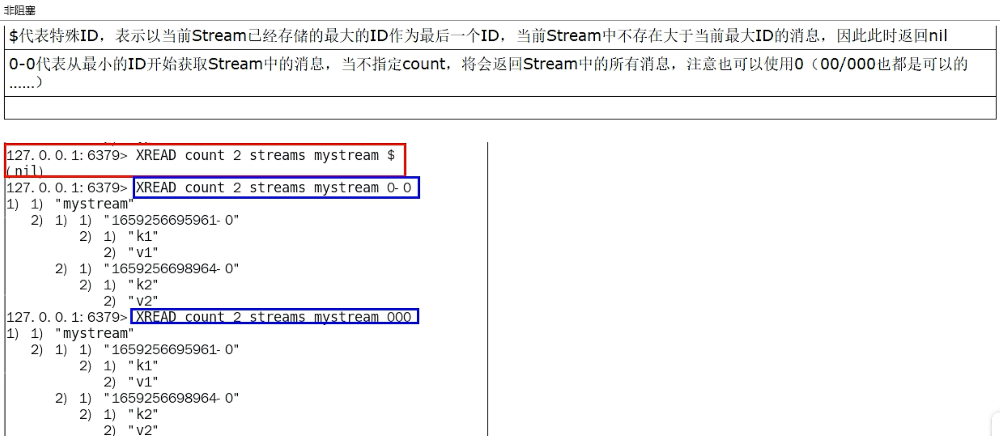 非阻塞
$代表特殊ID，表示以当前Stream已经存储的最大的ID作为最后一个ID，当前Stream中不存在大于当前最大ID的消息，因此此时返回nil
0-0代表从最小的ID开始获取Stream中的消息，当不指定count，将会返回Stream中的所有消息，注意也可以使用0（00/000也都是可以的
......）
127.0.0.1:6379> XREAD count 2 streams mystream $
(nil)
127.0.0.1:6379> XREAD count 2 streams mystream 0-0
1) 1) "mystream"
2) 1) 1) "1659256695961-0"
2) 1) "k1"
2) "v1"
2) 1) "1659256698964-0"
2) 1) "k2"
2) "v2"
127.0.0.1:6379> XREAD count 2 streams mystream 000
1) 1) "mystream"
2) 1) 1) "1659256695961-0"
2) 1) "k1"
2) "v1"
2) 1) "1659256698964-0"
2) 1) "k2"
2) "v2"